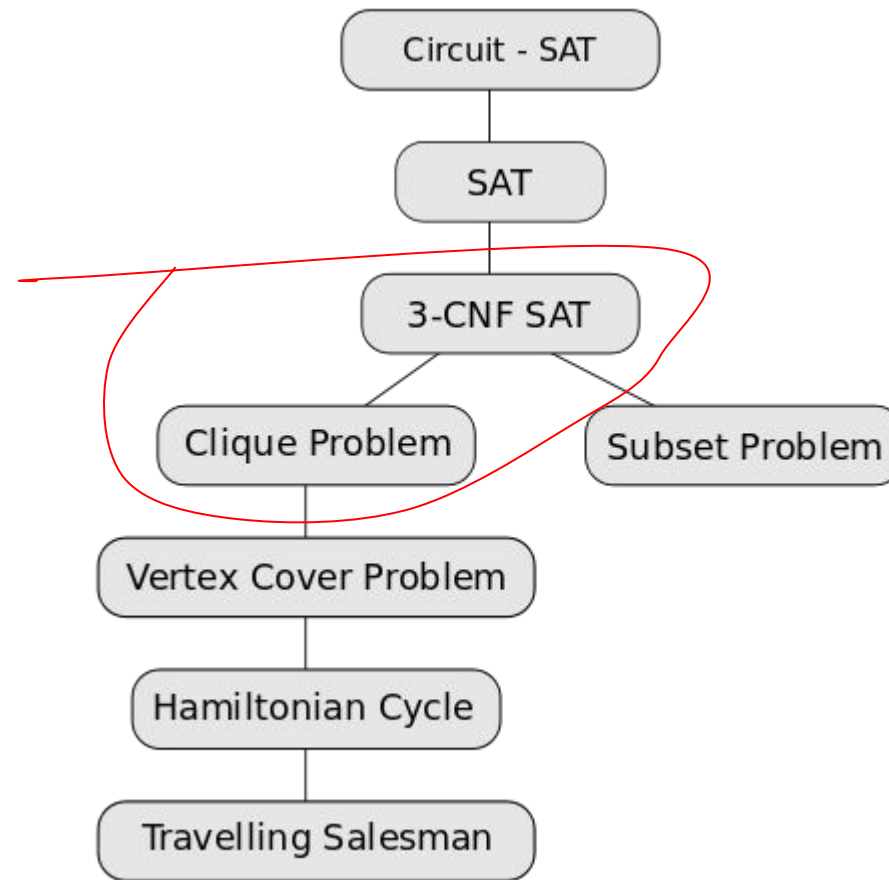 Circuit - SAT
SAT
3-CNF SAT
Clique Problem
Subset Problem
Vertex Cover Problem
Hamiltonian Cycle
Travelling Salesman